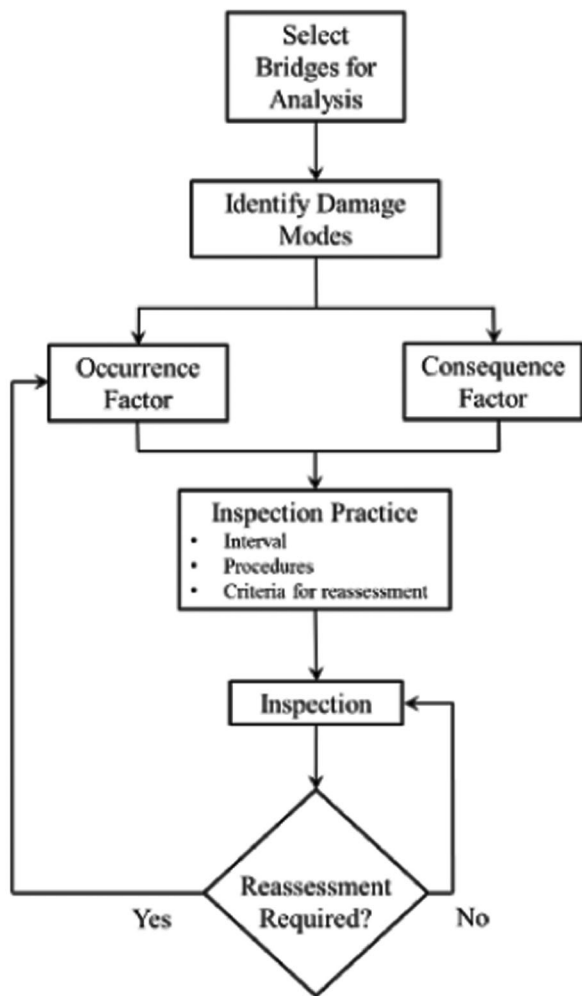 Select
Bridges for
Analysis
Identify Damage
Modes
Occurrence
Factor
Consequence
Factor
Inspection Practice
• Interval
• Procedures
• Criteria for reassessment
Inspection
Reassessment
Required?
Yes
No